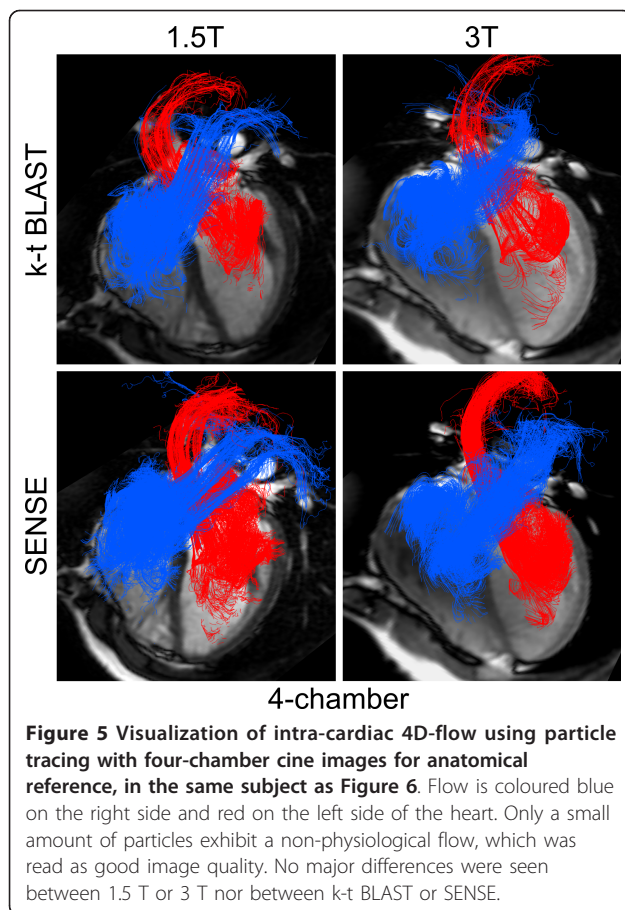 1.5T
3T
k-t BLAST
SENSE
4-chamber
Figure 5 Visualization of intra-cardiac 4D-flow using particle
tracing with four-chamber cine images for anatomical
reference, in the same subject as Figure 6. Flow is coloured blue
on the right side and red on the left side of the heart. Only a small
amount of particles exhibit a non-physiological flow, which was
read as good image quality. No major differences were seen
between 1.5 T or 3 T nor between k-t BLAST or SENSE.